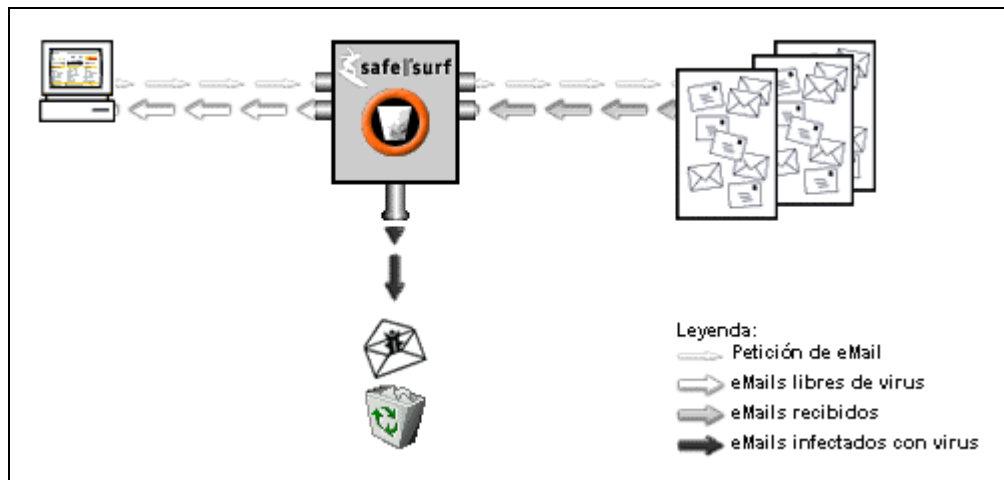 safe surf
Leyenda:
Petición de eMail
eMails libres de virus
eMails recibidos
eMails infectados con virus